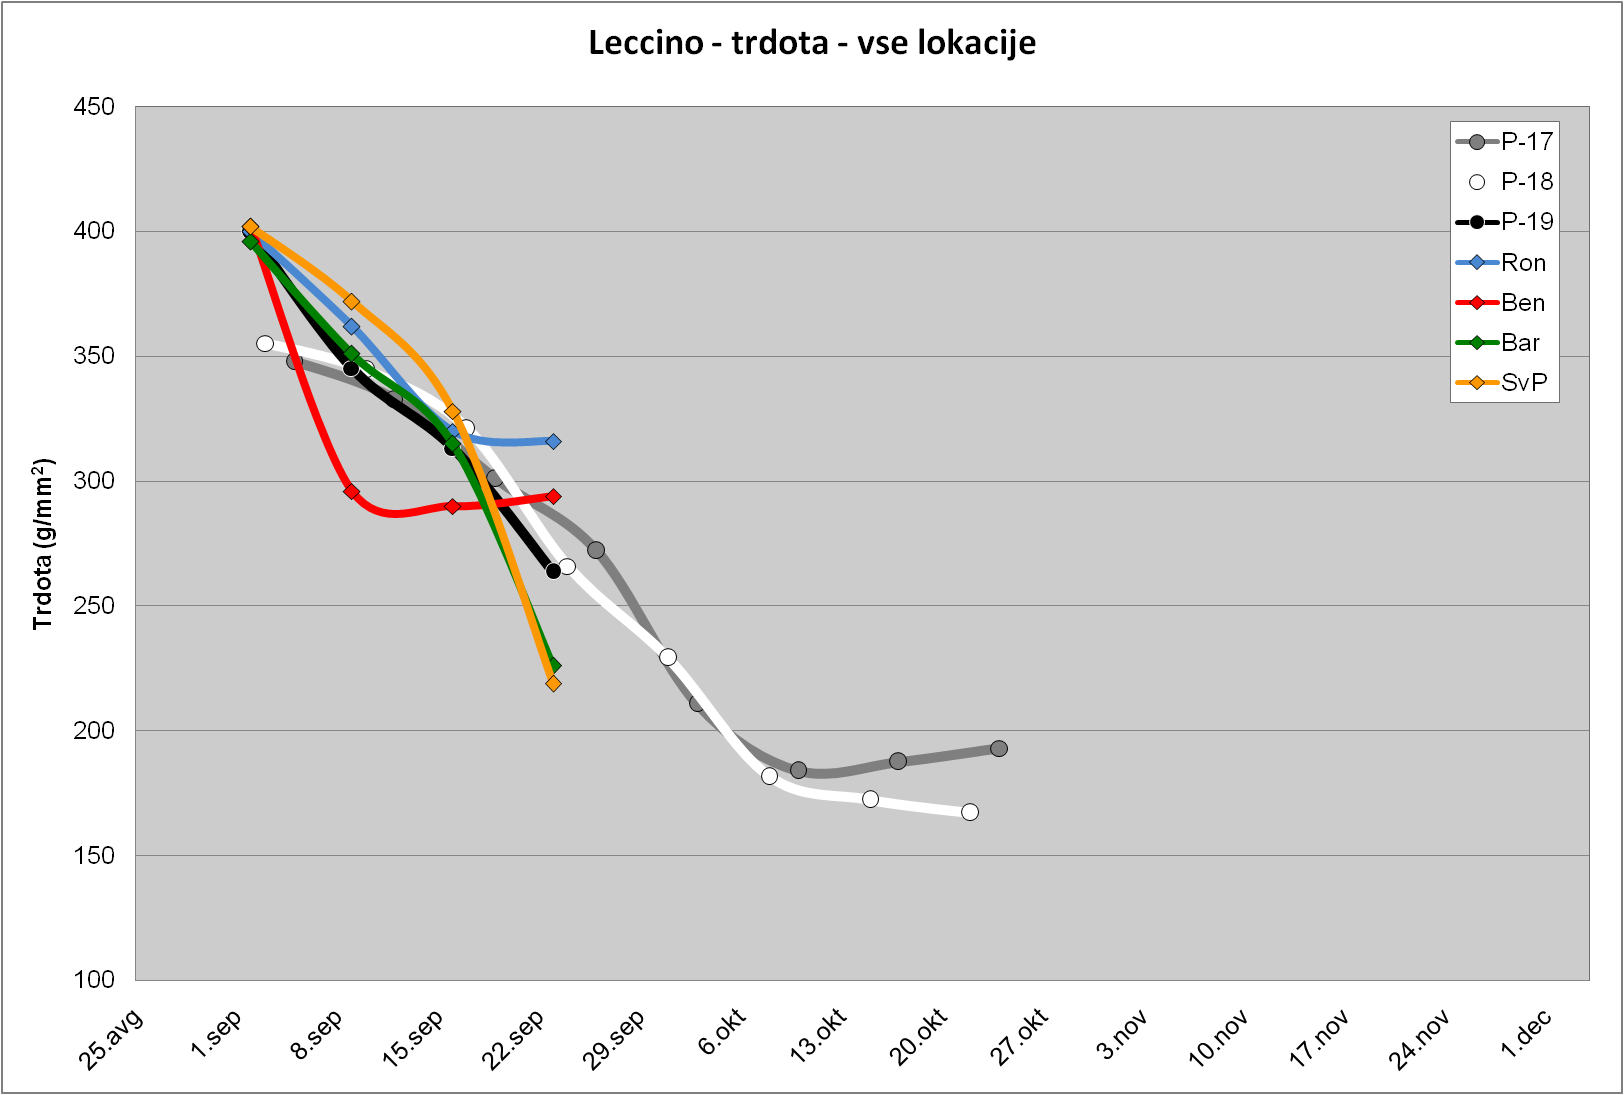 Leccino - trdota - vse lokacije
Trdota (g/mm²)
450
400
350
300
250
200
150
100
25.avg
1.sep
8.sep
15.sep
22.sep
29.sep
6.okt
13.okt
20.okt
27.okt
3.nov
10.nov
17.nov
24.nov
1.dec
P-17
P-18
P-19
Ron
Ben
Bar
SvP